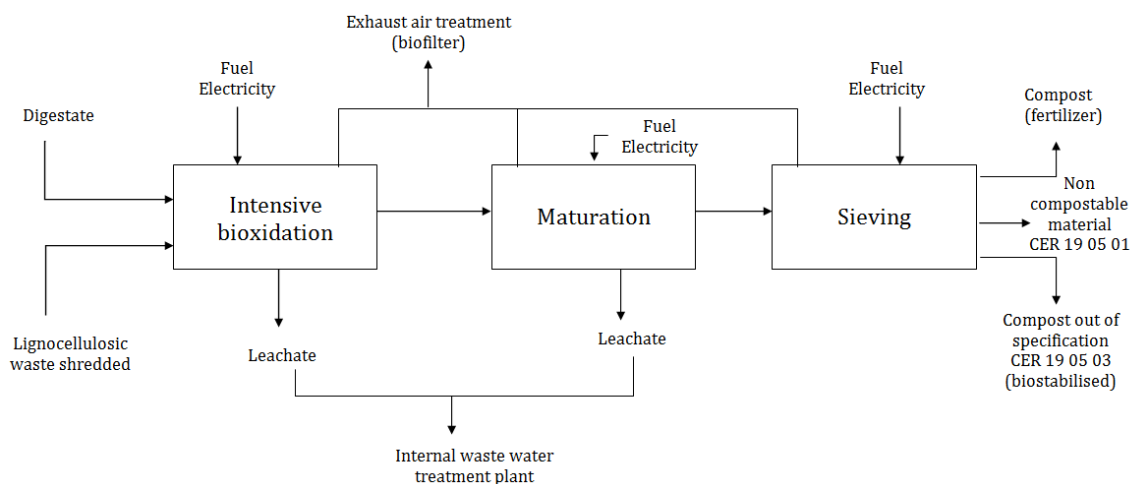 Exhaust air treatment
(biofilter)
Fuel
Electricity
Fuel
Electricity
Compost
(fertilizer)
Digestate
Fuel
Electricity
Intensive
bioxidation
Maturation
Sieving
Non
compostable
material
CER 19 05 01
Lignocellulosic
waste shredded
Leachate
Leachate
Compost out of
specification
CER 19 05 03
(biostabilised)
Internal waste water
treatment plant